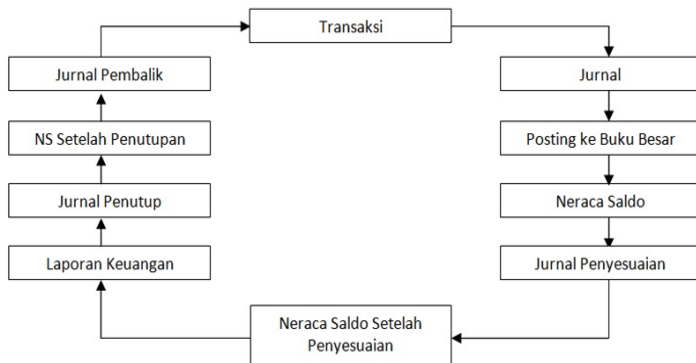 Transaksi
Jurnal
Posting ke Buku Besar
Neraca Saldo
Jurnal Penyesuaian
Neraca Saldo Setelah
Penyesuaian
Laporan Keuangan
Jurnal Penutup
NS Setelah Penutupan
Jurnal Pembalik